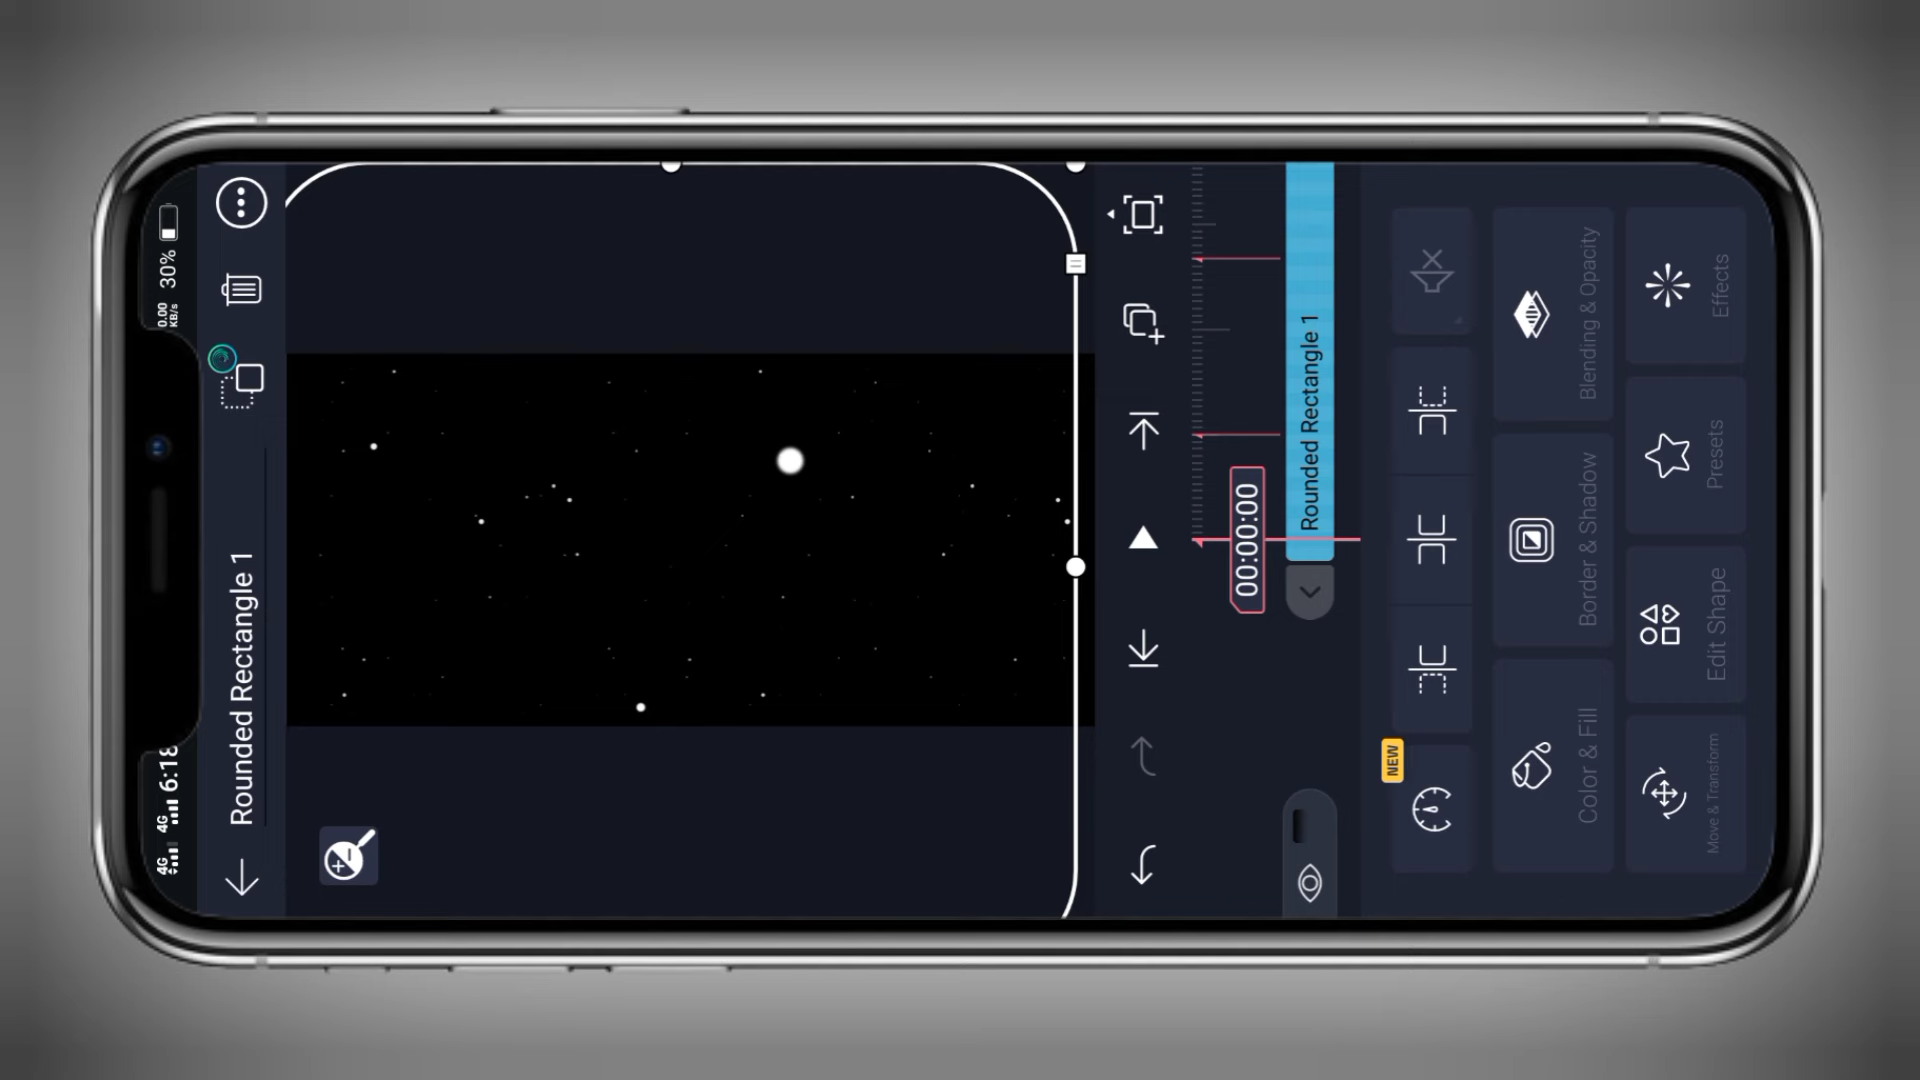 4G 4G 6:18
0.00 KB/s 30%
Rounded Rectangle 1
00:00:00
Rounded Rectangle 1
NEW
Color & Fill
Border & Shadow
Blending & Opacity
Move & Transform
Edit Shape
Presets
Effects